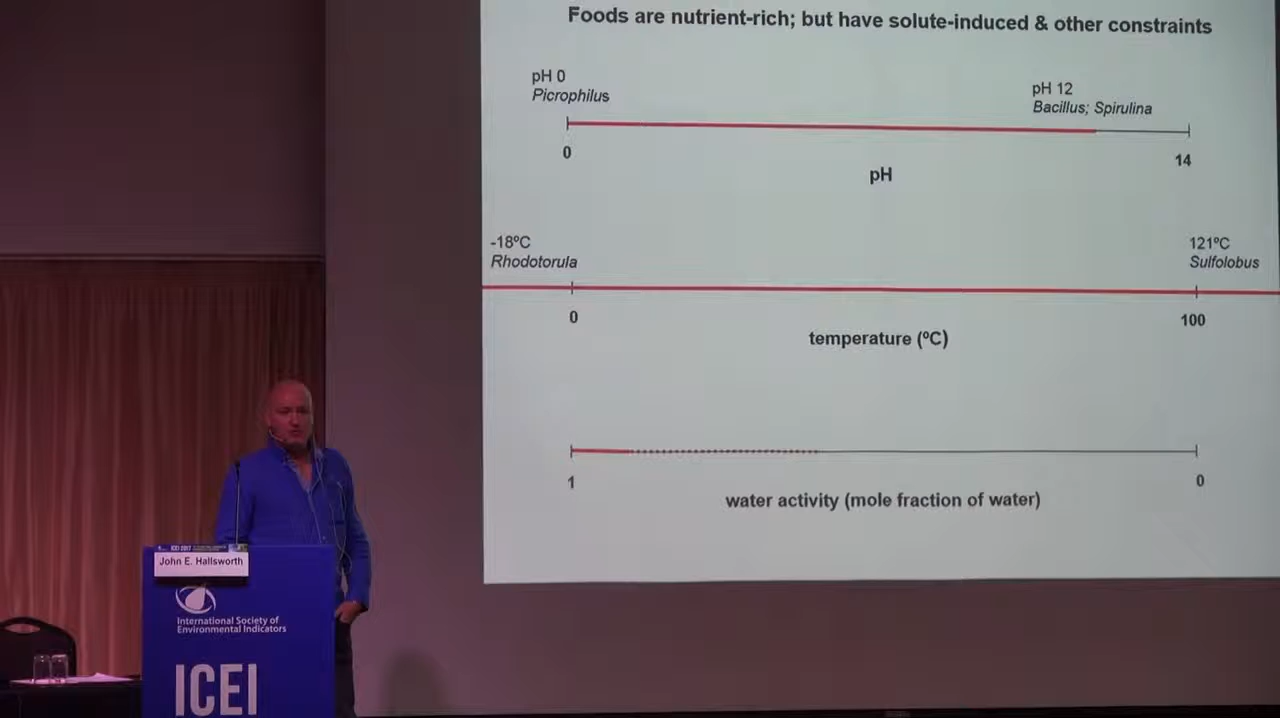 Foods are nutrient-rich; but have solute-induced & other constraints
pH 0
Picrophilus
pH 12
Bacillus; Spirulina
0
14
pH
-18ºC
Rhodotorula
121ºC
Sulfolobus
0
100
temperature (ºC)
1
0
water activity (mole fraction of water)
ICEI 2017
John E. Hallsworth
International Society of
Environmental Indicators
ICEI